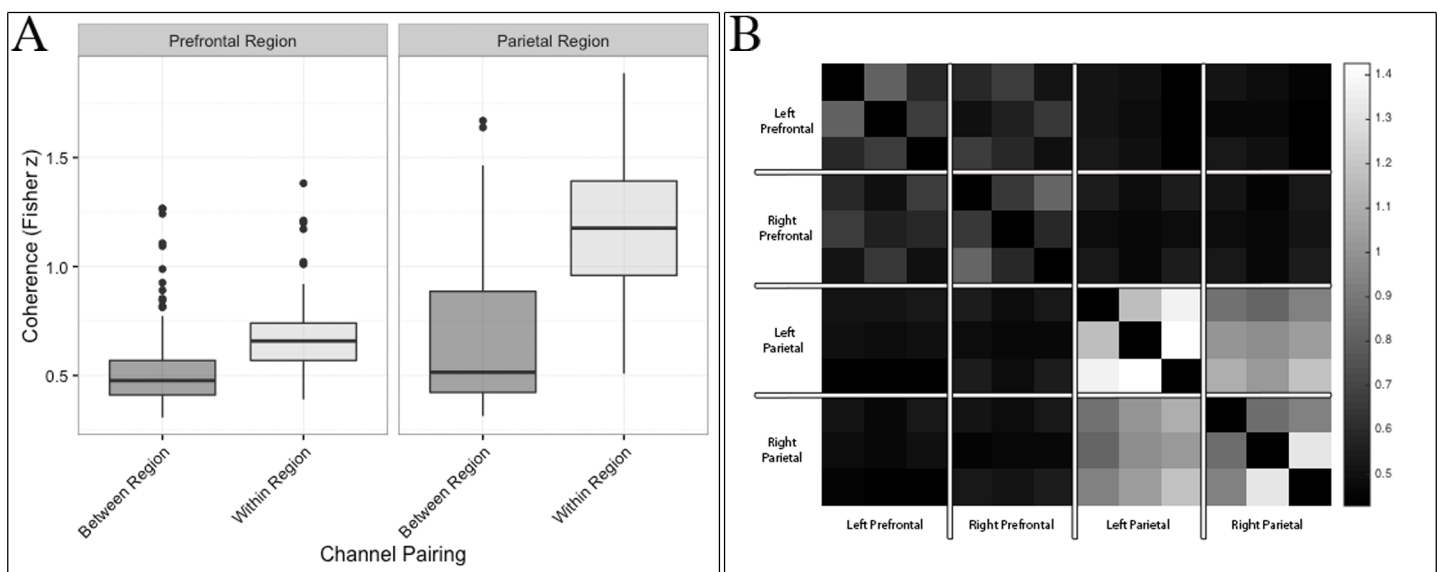 A
Prefrontal Region
Parietal Region
Coherence (Fisher z)
1.5
1.0
0.5
Between Region
Within Region
Between Region
Within Region
Channel Pairing
B
Left
Prefrontal
Right
Prefrontal
Left
Parietal
Right
Parietal
Left Prefrontal
Right Prefrontal
Left Parietal
Right Parietal
1.4
1.3
1.2
1.1
1
0.9
0.8
0.7
0.6
0.5